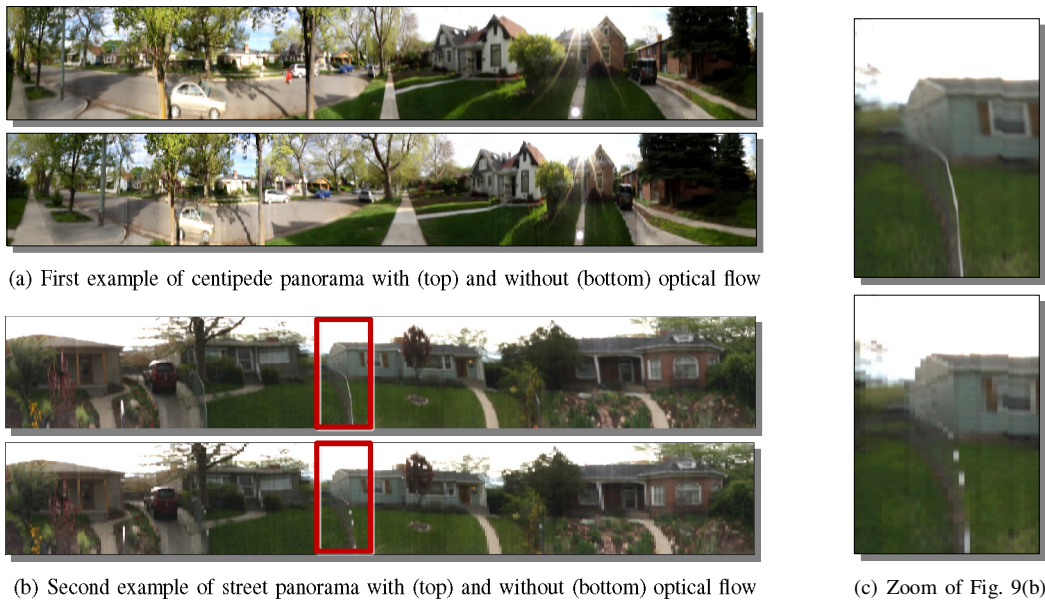 (a) First example of centipede panorama with (top) and without (bottom) optical flow
(b) Second example of street panorama with (top) and without (bottom) optical flow
(c) Zoom of Fig. 9(b)